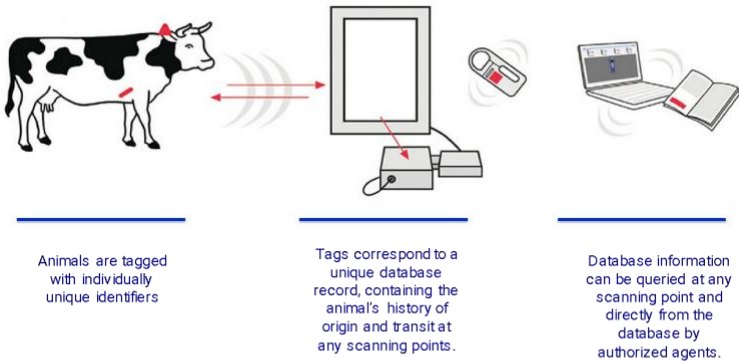 Animals are tagged
with individually
unique identifiers
Tags correspond to a
unique database
record, containing the
animal's history of
origin and transit at
any scanning points.
Database information
can be queried at any
scanning point and
directly from the
database by
authorized agents.